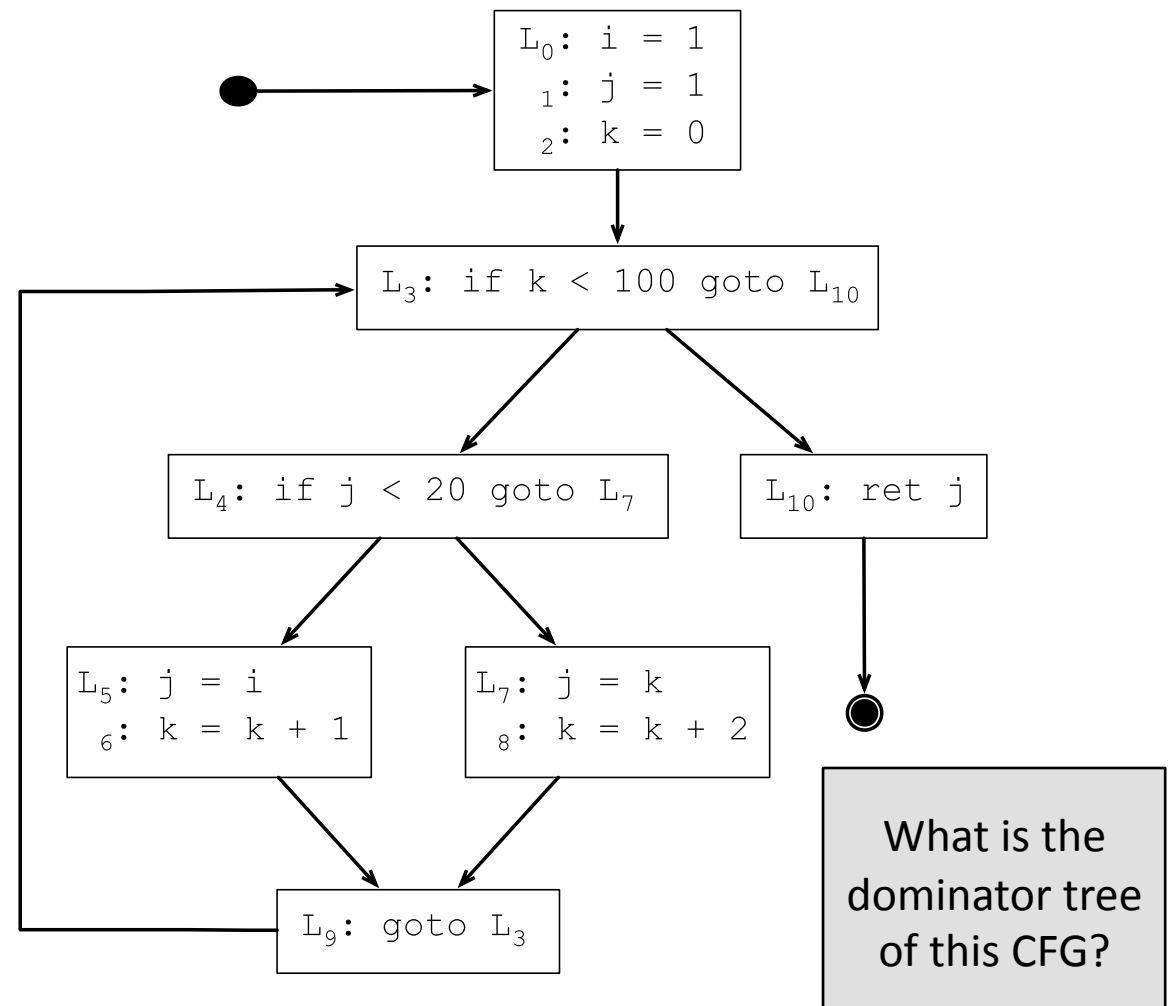 L₀: i = 1
₁: j = 1
₂: k = 0
L₃: if k < 100 goto L₁₀
L₄: if j < 20 goto L₇
L₁₀: ret j
L₅: j = i
₆: k = k + 1
L₇: j = k
₈: k = k + 2
L₉: goto L₃
What is the
dominator tree
of this CFG?